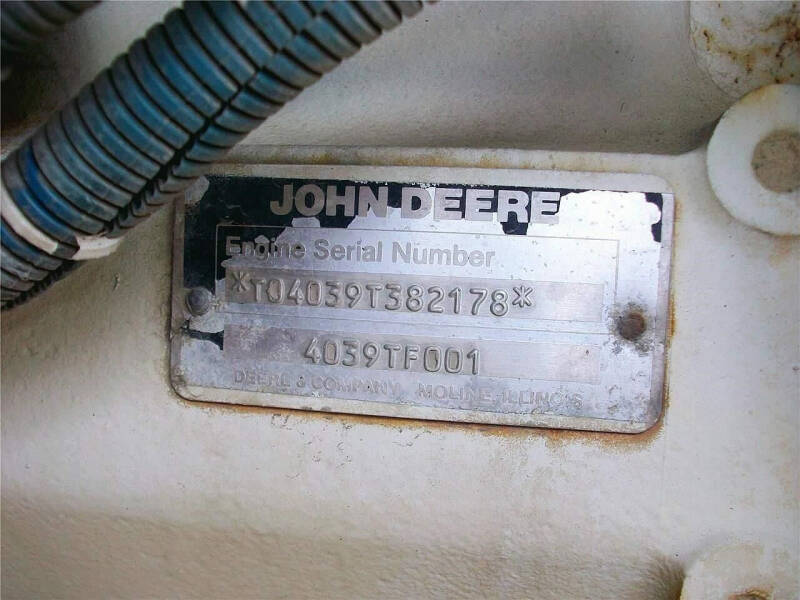 JOHN DEERE
Engine Serial Number
*T04039T382178*
4039TF001
DEERE & COMPANY MOLINE, ILLINOIS